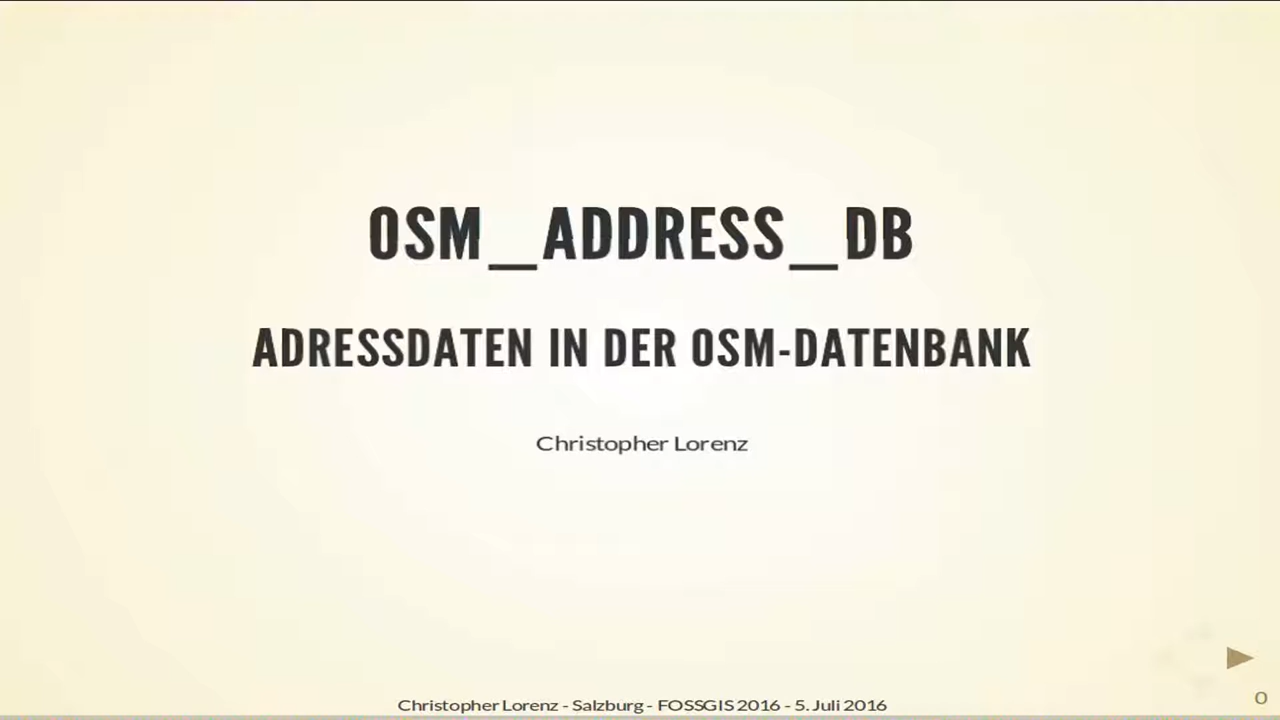 OSM_ADDRESS_DB
ADRESSDATEN IN DER OSM-DATENBANK
Christopher Lorenz
Christopher Lorenz - Salzburg - FOSSGIS 2016 - 5. Juli 2016
0